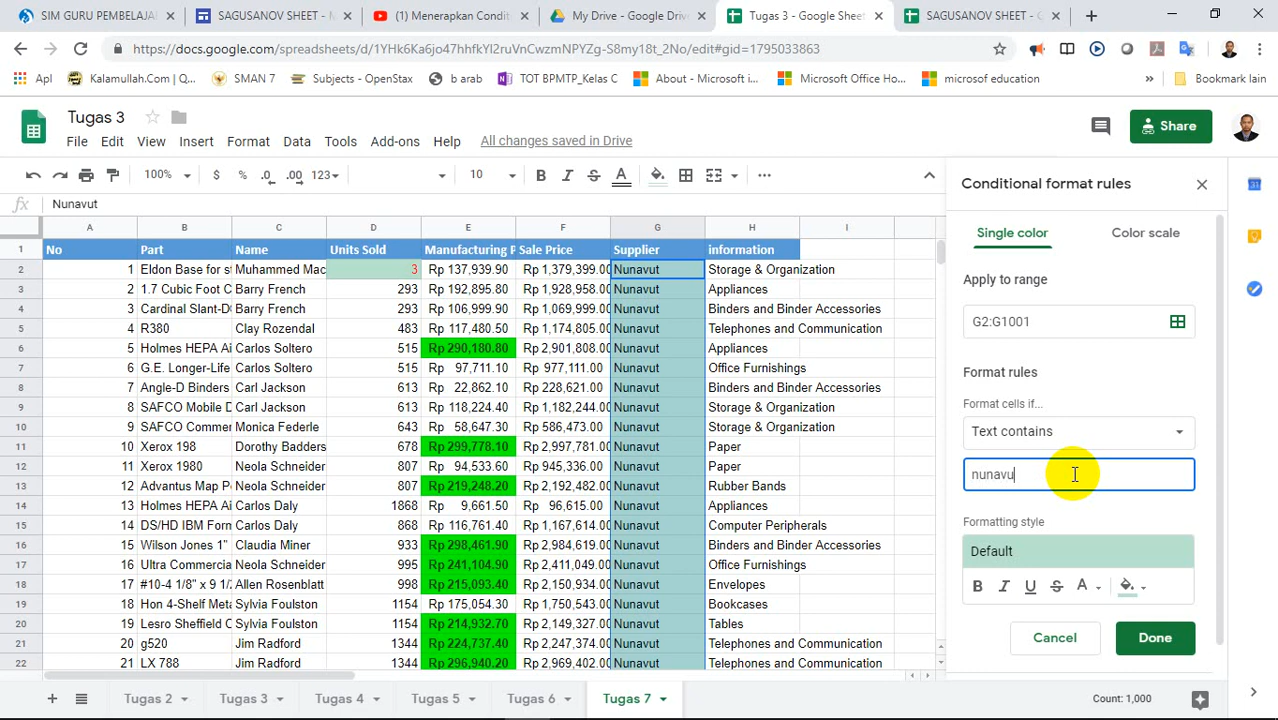 SIM GURU PEMBELAJAR
SAGUSANOV SHEET - M
(1) Menerapkan Condit
My Drive - Google Driv
Tugas 3 - Google Sheet
SAGUSANOV SHEET - G
https://docs.google.com/spreadsheets/d/1YHk6Ka6jo47hhfkYI2ruVnCwzmNPYZg-S8my18t_2No/edit#gid=1795033863
Apl
Kalamullah.Com | Q...
SMAN 7
Subjects - OpenStax
b arab
TOT BPMTP_Kelas C
About - Microsoft i...
Microsoft Office Ho...
microsof education
»
Bookmark lain
Tugas 3
File Edit View Insert Format Data Tools Add-ons Help All changes saved in Drive
Share
100% $ % .0 .00 123 10 B I S A
fx Nunavut
A B C D E F G H I
1 No Part Name Units Sold Manufacturing P Sale Price Supplier information
2 1 Eldon Base for st Muhammed Mac 3 Rp 137,939.90 Rp 1,379,399.00 Nunavut Storage & Organization
3 2 1.7 Cubic Foot C Barry French 293 Rp 192,895.80 Rp 1,928,958.00 Nunavut Appliances
4 3 Cardinal Slant-D Barry French 293 Rp 106,999.90 Rp 1,069,999.00 Nunavut Binders and Binder Accessories
5 4 R380 Clay Rozendal 483 Rp 117,480.50 Rp 1,174,805.00 Nunavut Telephones and Communication
6 5 Holmes HEPA Ai Carlos Soltero 515 Rp 290,180.80 Rp 2,901,808.00 Nunavut Appliances
7 6 G.E. Longer-Life Carlos Soltero 515 Rp 97,711.10 Rp 977,111.00 Nunavut Office Furnishings
8 7 Angle-D Binders Carl Jackson 613 Rp 22,862.10 Rp 228,621.00 Nunavut Binders and Binder Accessories
9 8 SAFCO Mobile D Carl Jackson 613 Rp 118,224.40 Rp 1,182,244.00 Nunavut Storage & Organization
10 9 SAFCO Comme Monica Federle 643 Rp 58,647.30 Rp 586,473.00 Nunavut Storage & Organization
11 10 Xerox 198 Dorothy Badders 678 Rp 299,778.10 Rp 2,997,781.00 Nunavut Paper
12 11 Xerox 1980 Neola Schneider 807 Rp 94,533.60 Rp 945,336.00 Nunavut Paper
13 12 Advantus Map P Neola Schneider 807 Rp 219,248.20 Rp 2,192,482.00 Nunavut Rubber Bands
14 13 Holmes HEPA Ai Carlos Daly 1868 Rp 9,661.50 Rp 96,615.00 Nunavut Appliances
15 14 DS/HD IBM Form Carlos Daly 868 Rp 116,761.40 Rp 1,167,614.00 Nunavut Computer Peripherals
16 15 Wilson Jones 1" Claudia Miner 933 Rp 298,461.90 Rp 2,984,619.00 Nunavut Binders and Binder Accessories
17 16 Ultra Commercia Neola Schneider 998 Rp 241,104.90 Rp 2,411,049.00 Nunavut Office Furnishings
18 17 #10-4 1/8" x 9 1/2 Allen Rosenblatt 998 Rp 215,093.40 Rp 2,150,934.00 Nunavut Envelopes
19 18 Hon 4-Shelf Meta Sylvia Foulston 1154 Rp 175,054.30 Rp 1,750,543.00 Nunavut Bookcases
20 19 Lesro Sheffield C Sylvia Foulston 1154 Rp 214,932.70 Rp 2,149,327.00 Nunavut Tables
21 20 g520 Jim Radford 1344 Rp 224,737.40 Rp 2,247,374.00 Nunavut Telephones and Communication
22 21 LX 788 Jim Radford 1344 Rp 296,940.20 Rp 2,969,402.00 Nunavut Telephones and Communication
Conditional format rules
Single color Color scale
Apply to range
G2:G1001
Format rules
Format cells if...
Text contains
nunavu
Formatting style
Default
B I U S A
Cancel Done
Tugas 2 Tugas 3 Tugas 4 Tugas 5 Tugas 6 Tugas 7 Count: 1,000